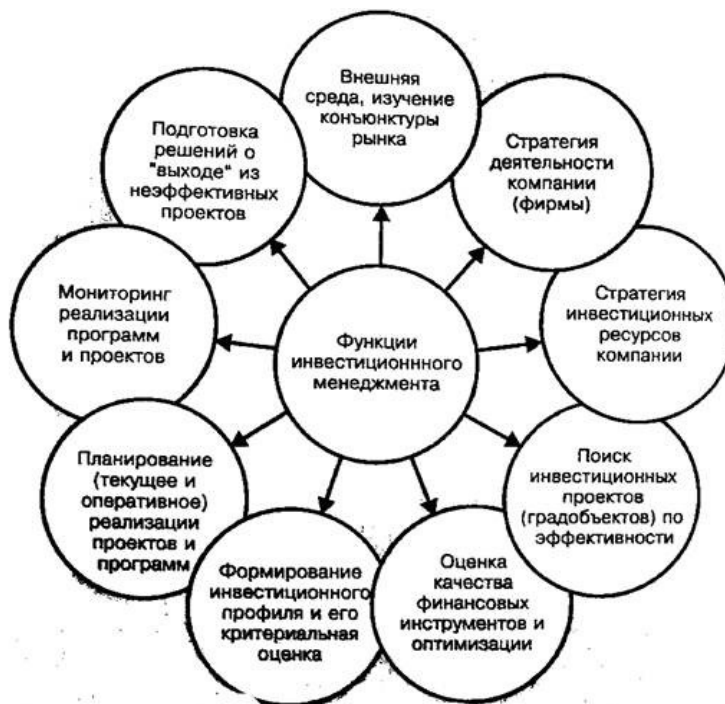 Внешняя
среда, изучение
конъюнктуры
рынка
Стратегия
деятельности
компании
(фирмы)
Стратегия
инвестиционных
ресурсов
компании
Поиск
инвестиционных
проектов
(градобъектов) по
эффективности
Оценка
качества
финансовых
инструментов и
оптимизации
Формирование
инвестиционного
профиля и его
критериальная
оценка
Планирование
(текущее и
оперативное)
реализации
проектов и
программ
Мониторинг
реализации
программ
и проектов
Подготовка
решений о
"выходе" из
неэффективных
проектов
Функции
инвестиционнного
менеджмента